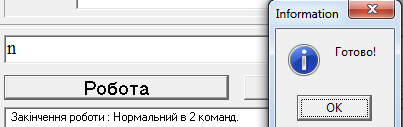 Information
Готово!
OK
n
Робота
Закінчення роботи : Нормальний в 2 команд.